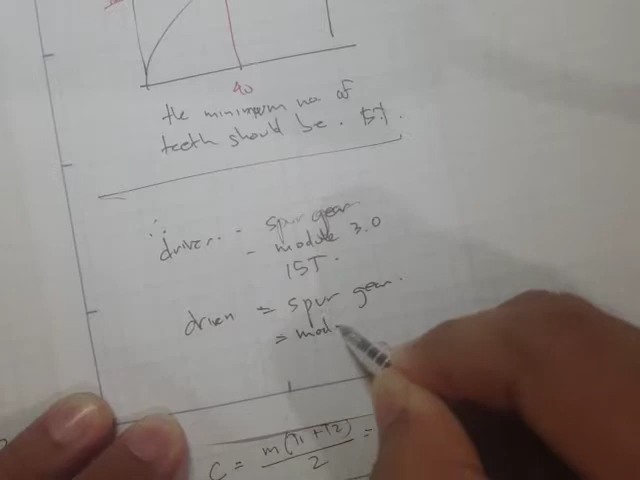 40
the minimum no. of
teeth should be. 15T.
∴ driver. - spur gear.
- module 3.0
15T.
driven = spur gear.
= mod
C = m(T1+T2)/2 =